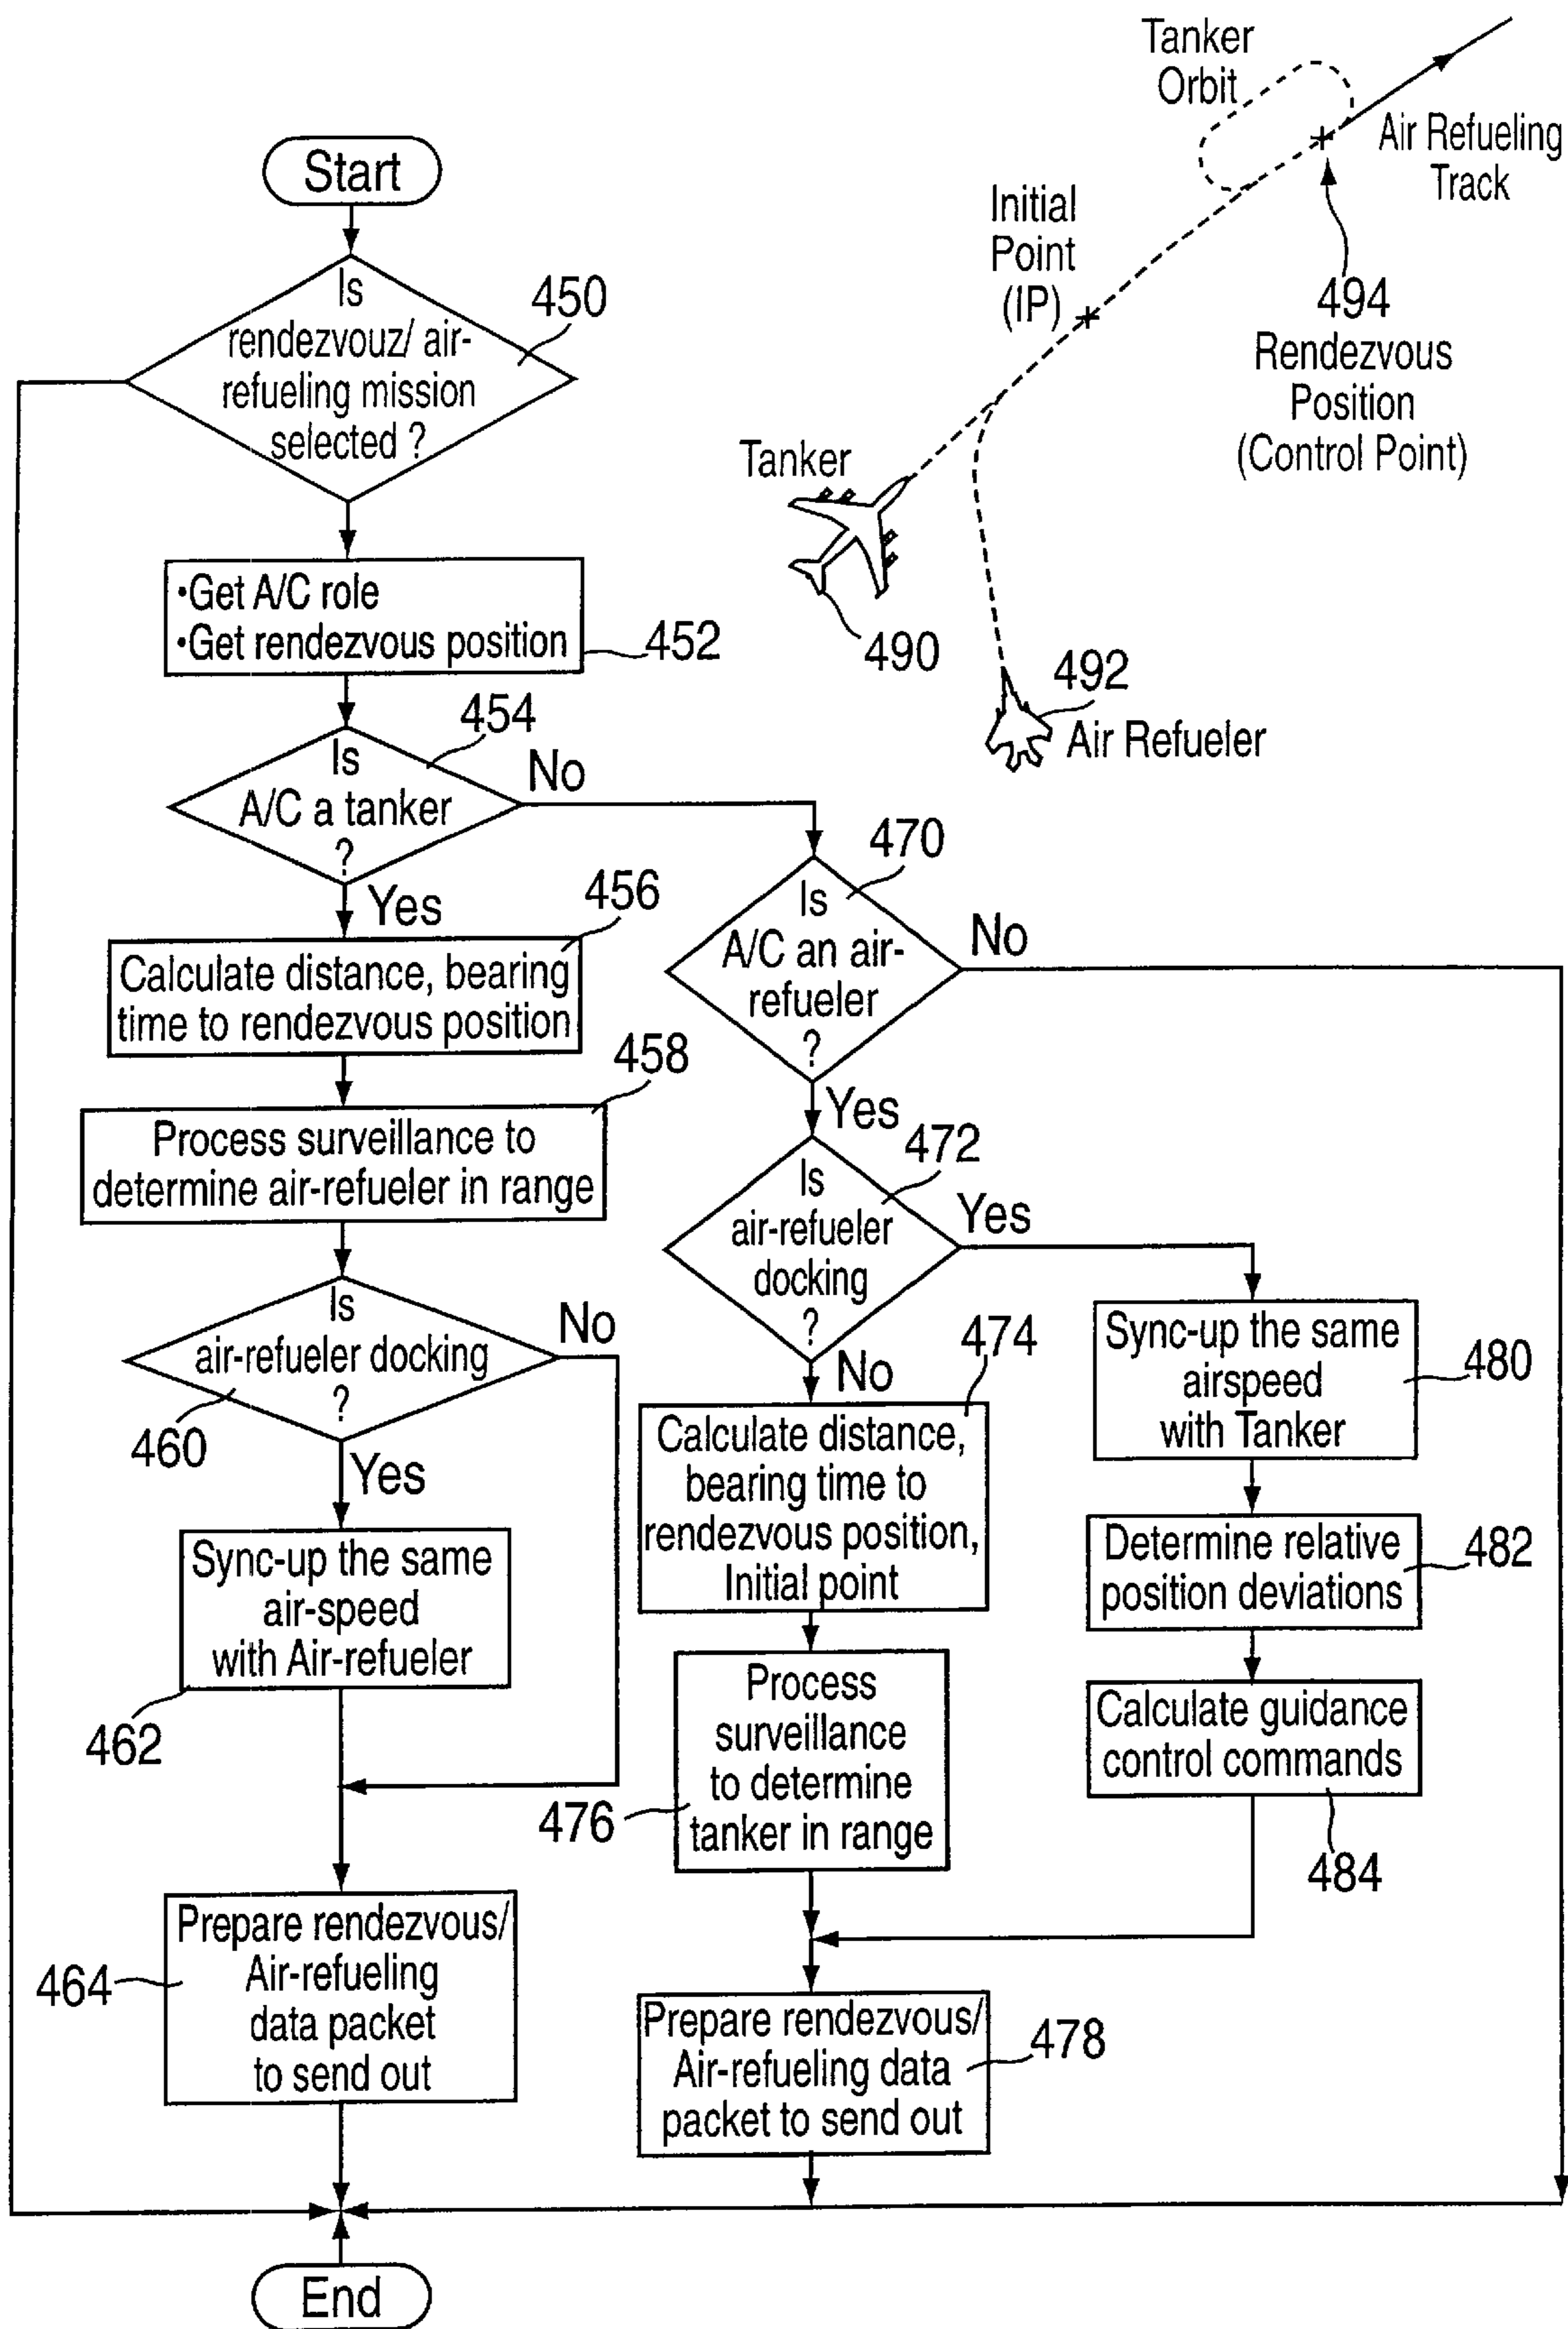 Start
Is
rendezvouz/ air-
refueling mission
selected ?
450
•Get A/C role
•Get rendezvous position
452
454
Is
A/C a tanker
?
No
Yes
456
Calculate distance, bearing
time to rendezvous position
458
Process surveillance to
determine air-refueler in range
Is
air-refueler docking
?
No
460
Yes
Sync-up the same
air-speed
with Air-refueler
462
464
Prepare rendezvous/
Air-refueling
data packet
to send out
End
470
Is
A/C an air-
refueler
?
No
Yes
472
Is
air-refueler
docking
?
Yes
No
474
Calculate distance,
bearing time to
rendezvous position,
Initial point
476
Process
surveillance
to determine
tanker in range
Prepare rendezvous/
Air-refueling data
packet to send out
478
Sync-up the same
airspeed
with Tanker
480
Determine relative
position deviations
482
Calculate guidance
control commands
484
Tanker
Orbit
Air Refueling
Track
Initial
Point
(IP)
494
Rendezvous
Position
(Control Point)
Tanker
490
492
Air Refueler